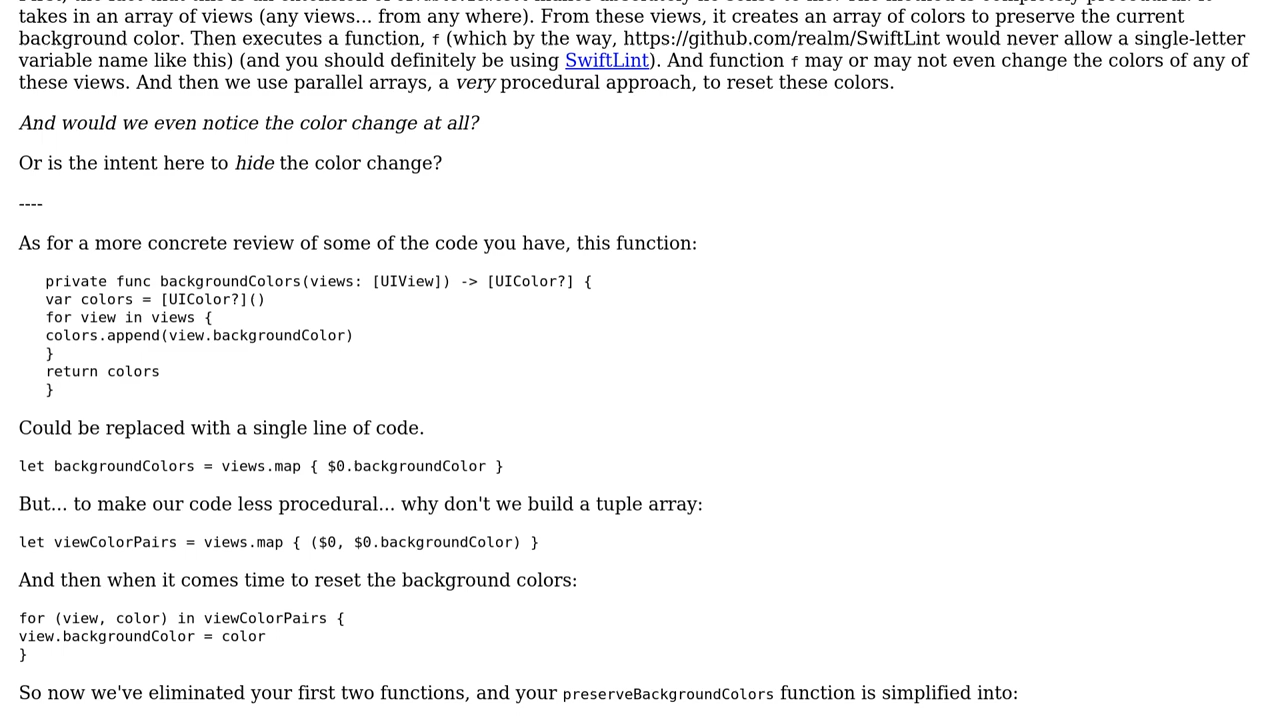 takes in an array of views (any views... from any where). From these views, it creates an array of colors to preserve the current
background color. Then executes a function, f (which by the way, https://github.com/realm/SwiftLint would never allow a single-letter
variable name like this) (and you should definitely be using SwiftLint). And function f may or may not even change the colors of any of
these views. And then we use parallel arrays, a very procedural approach, to reset these colors.
And would we even notice the color change at all?
Or is the intent here to hide the color change?
----
As for a more concrete review of some of the code you have, this function:
private func backgroundColors(views: [UIView]) -> [UIColor?] {
var colors = [UIColor?]()
for view in views {
colors.append(view.backgroundColor)
}
return colors
}
Could be replaced with a single line of code.
let backgroundColors = views.map { $0.backgroundColor }
But... to make our code less procedural... why don't we build a tuple array:
let viewColorPairs = views.map { ($0, $0.backgroundColor) }
And then when it comes time to reset the background colors:
for (view, color) in viewColorPairs {
view.backgroundColor = color
}
So now we've eliminated your first two functions, and your preserveBackgroundColors function is simplified into: